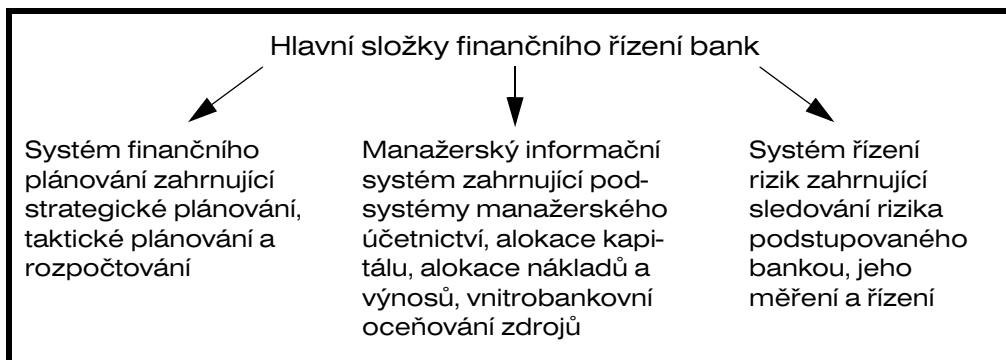 Hlavní složky finančního řízení bank
Systém finančního
plánování zahrnující
strategické plánování,
taktické plánování a
rozpočtování
Manažerský informační
systém zahrnující pod-
systémy manažerského
účetnictví, alokace kapi-
tálu, alokace nákladů a
výnosů, vnitrobankovní
oceňování zdrojů
Systém řízení
rizik zahrnující
sledování rizika
podstupovaného
bankou, jeho
měření a řízení